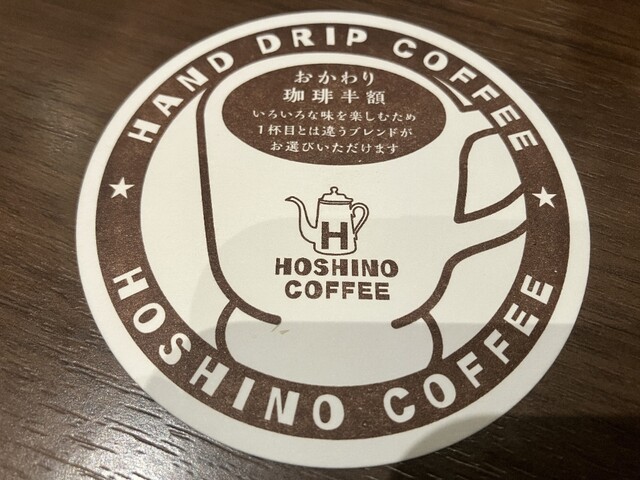 HAND DRIP COFFEE
おかわり
珈琲半額
いろいろな味を楽しむため
1杯目とは違うブレンドが
お選びいただけます
H
HOSHINO
COFFEE
HOSHINO COFFEE